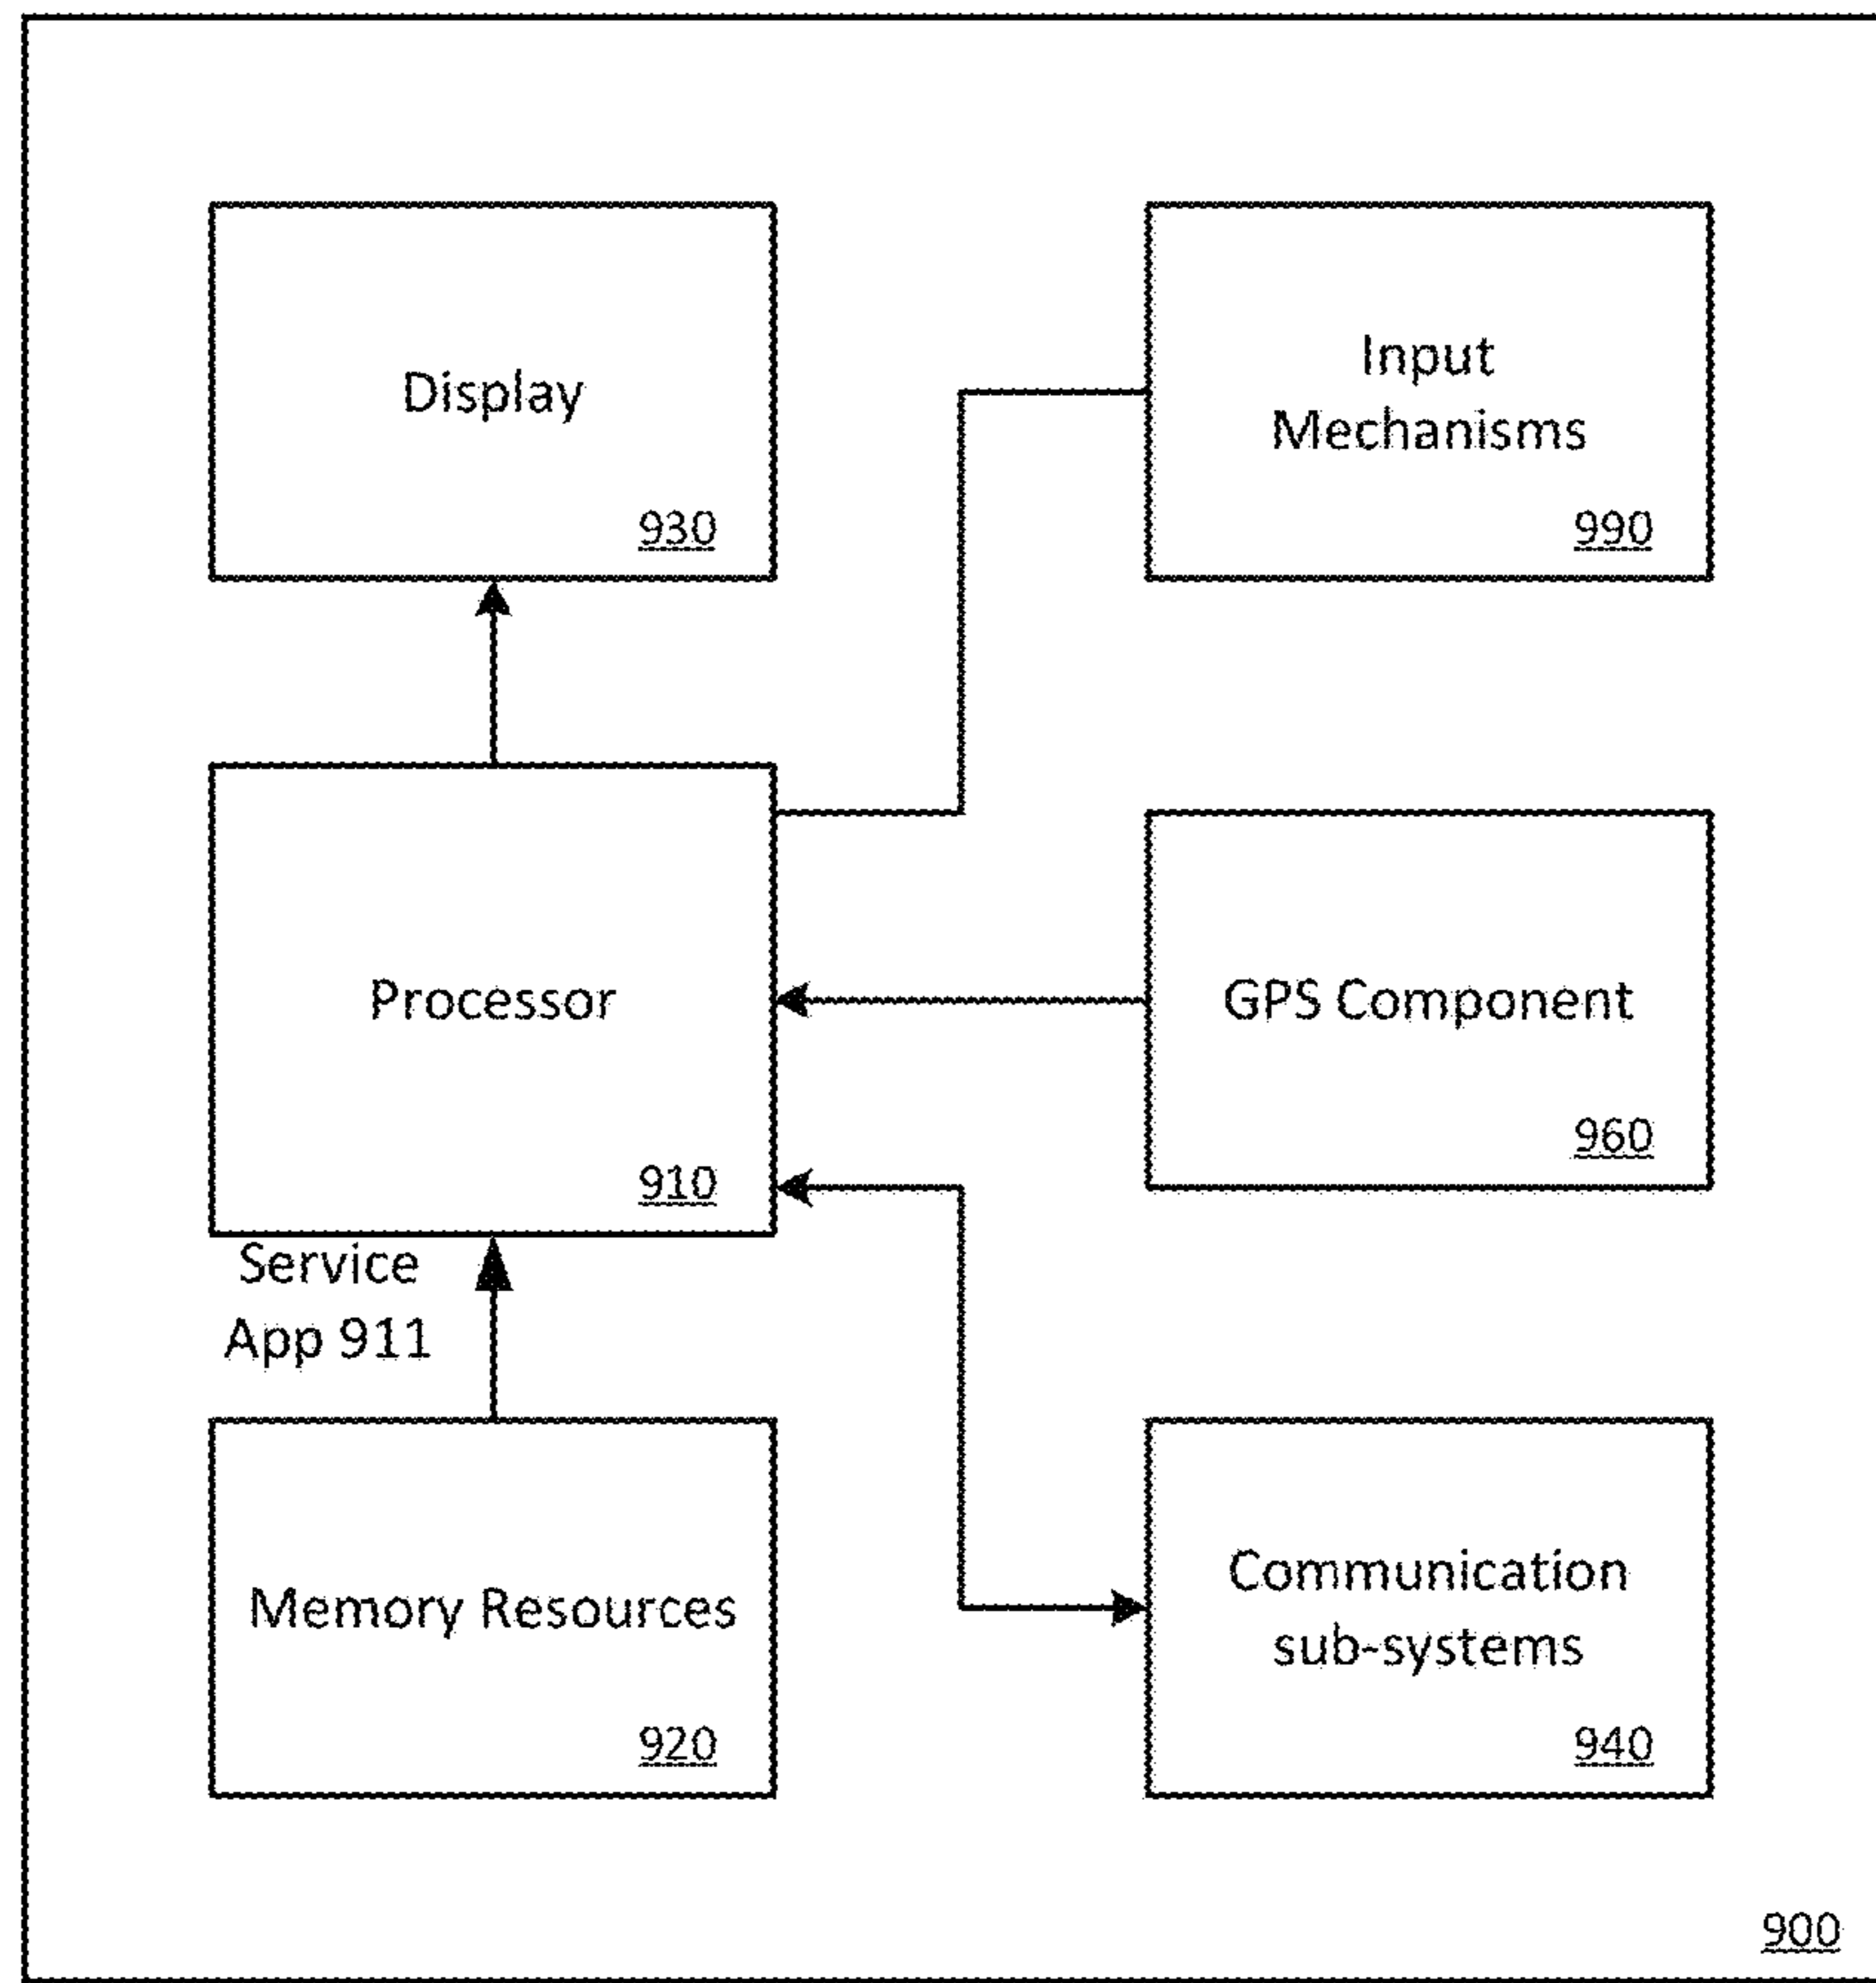 Display
930
Input
Mechanisms
990
Processor
910
GPS Component
960
Service
App 911
Memory Resources
920
Communication
sub-systems
940
900